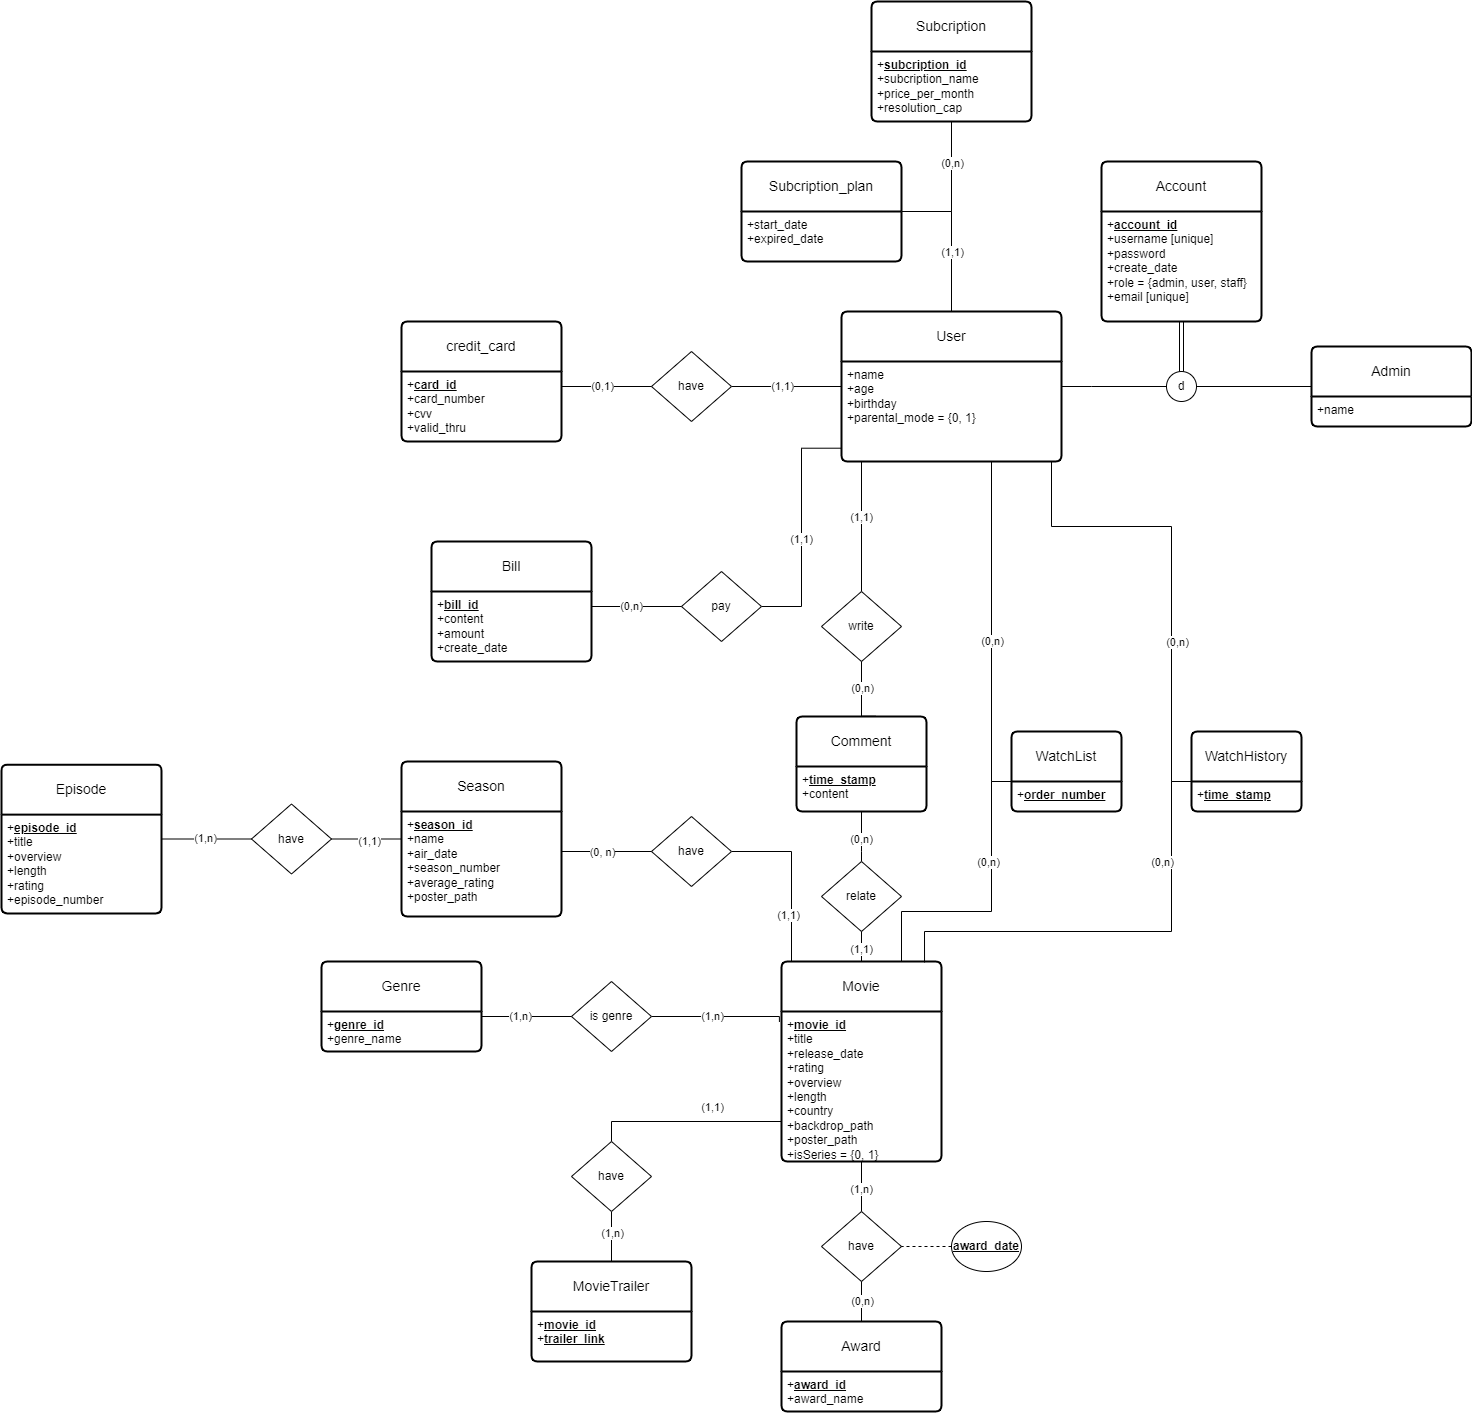 Subcription
+subcription_id
+subcription_name
+price_per_month
+resolution_cap
(0,n)
Subcription_plan
+start_date
+expired_date
(1,1)
Account
+account_id
+username [unique]
+password
+create_date
+role = {admin, user, staff}
+email [unique]
credit_card
+card_id
+card_number
+cvv
+valid_thru
(0,1)
have
(1,1)
User
+name
+age
+birthday
+parental_mode = {0, 1}
d
Admin
+name
(1,1)
(1,1)
Bill
+bill_id
+content
+amount
+create_date
(0,n)
pay
write
(0,n)
(0,n)
(0,n)
Comment
+time_stamp
+content
WatchList
+order_number
WatchHistory
+time_stamp
Episode
+episode_id
+title
+overview
+length
+rating
+episode_number
(1,n)
have
(1,1)
Season
+season_id
+name
+air_date
+season_number
+average_rating
+poster_path
(0, n)
have
(1,1)
(0,n)
relate
(1,1)
(0,n)
(0,n)
Genre
+genre_id
+genre_name
(1,n)
is genre
(1,n)
Movie
+movie_id
+title
+release_date
+rating
+overview
+length
+country
+backdrop_path
+poster_path
+isSeries = {0, 1}
(1,1)
have
(1,n)
MovieTrailer
+movie_id
+trailer_link
(1,n)
have
award_date
(0,n)
Award
+award_id
+award_name